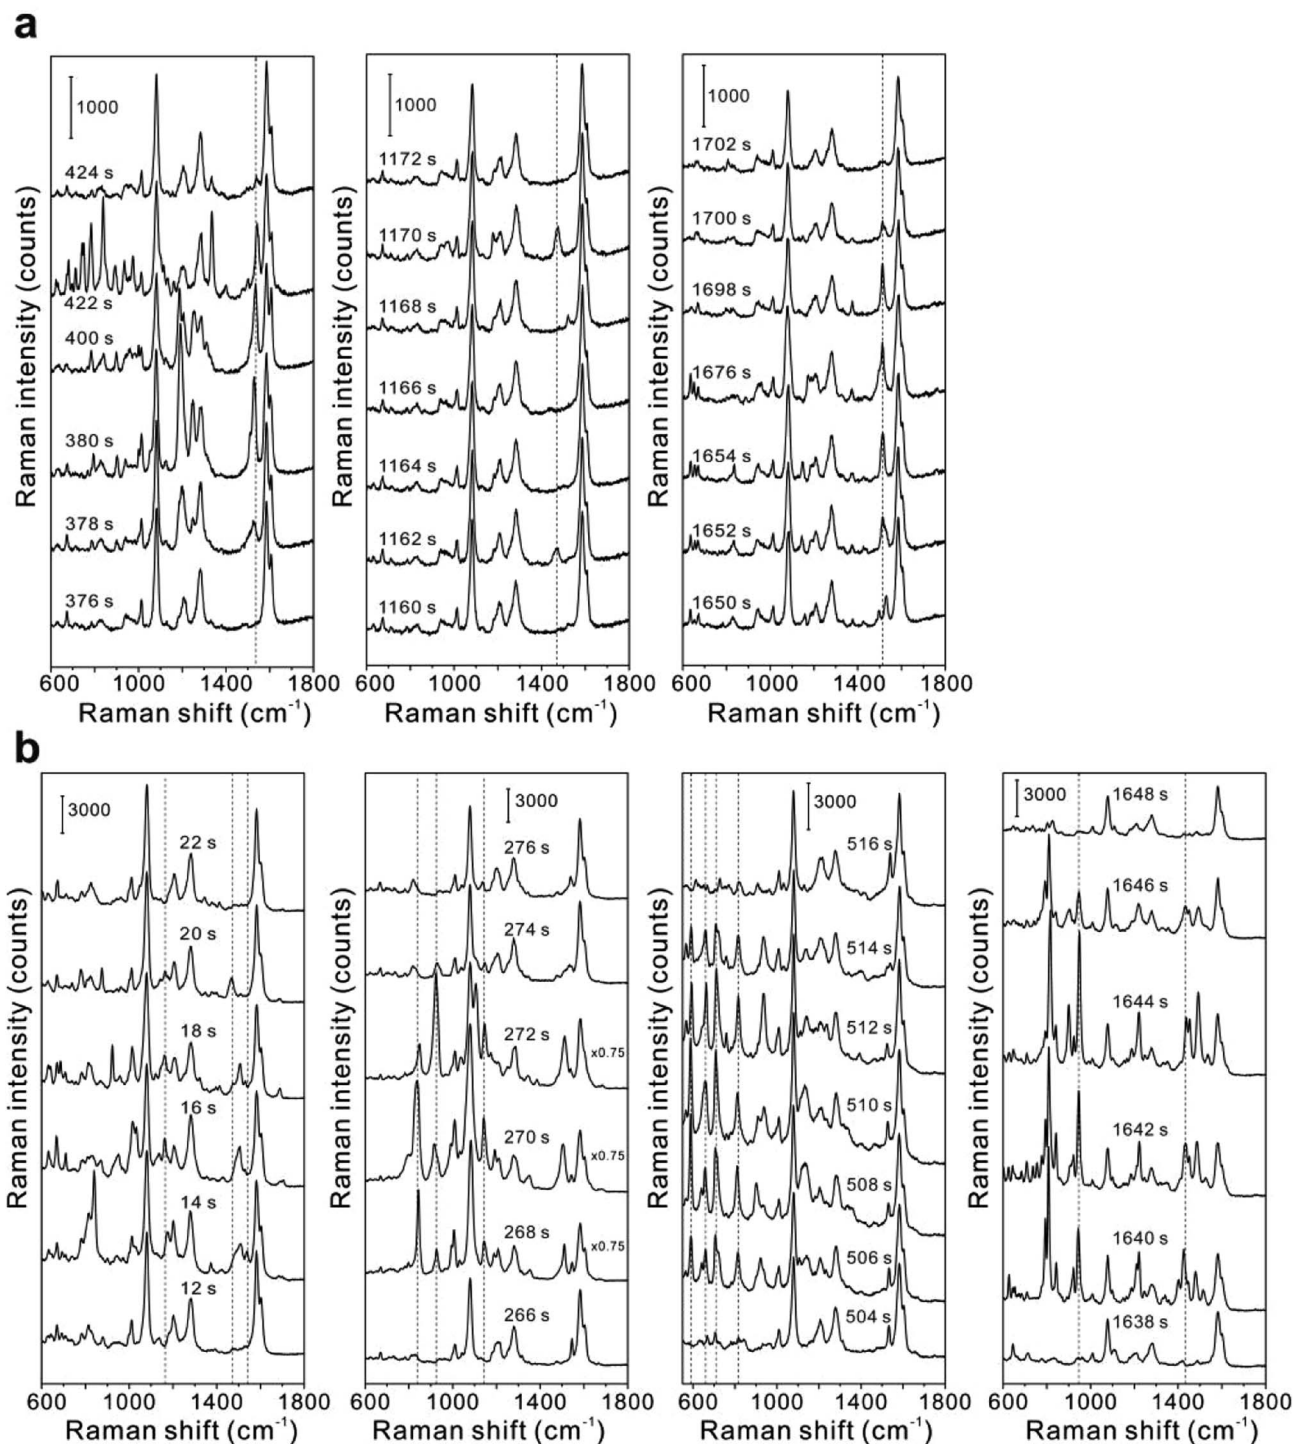 a
1000
424 s
422 s
400 s
380 s
378 s
376 s
Raman intensity (counts)
600 1000 1400 1800
Raman shift (cm⁻¹)
1000
1172 s
1170 s
1168 s
1166 s
1164 s
1162 s
1160 s
Raman intensity (counts)
600 1000 1400 1800
Raman shift (cm⁻¹)
1000
1702 s
1700 s
1698 s
1676 s
1654 s
1652 s
1650 s
Raman intensity (counts)
600 1000 1400 1800
Raman shift (cm⁻¹)
b
3000
22 s
20 s
18 s
16 s
14 s
12 s
Raman intensity (counts)
600 1000 1400 1800
Raman shift (cm⁻¹)
3000
276 s
274 s
272 s
x0.75
270 s
x0.75
268 s
x0.75
266 s
Raman intensity (counts)
600 1000 1400 1800
Raman shift (cm⁻¹)
3000
516 s
514 s
512 s
510 s
508 s
506 s
504 s
Raman intensity (counts)
600 1000 1400 1800
Raman shift (cm⁻¹)
3000
1648 s
1646 s
1644 s
1642 s
1640 s
1638 s
Raman intensity (counts)
600 1000 1400 1800
Raman shift (cm⁻¹)